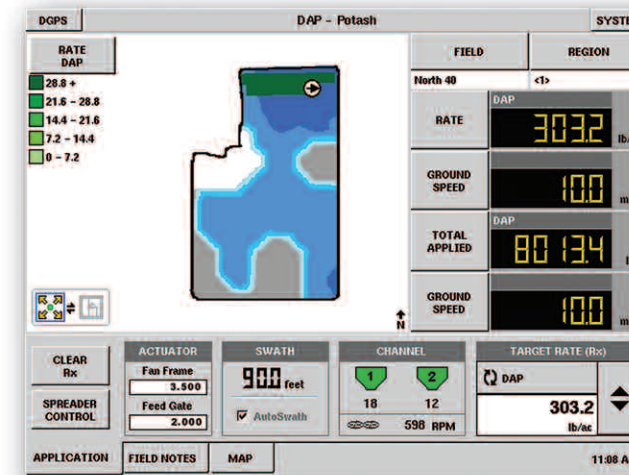 DGPS
DAP - Potash
SYSTE
RATE
DAP
28.8 +
21.6 - 28.8
14.4 - 21.6
7.2 - 14.4
0 - 7.2
N
FIELD
REGION
North 40
<1>
RATE
DAP
303.2
lb/
GROUND
SPEED
10.0
m
TOTAL
APPLIED
DAP
8013.4
GROUND
SPEED
10.0
m
CLEAR
Rx
SPREADER
CONTROL
ACTUATOR
Fan Frame
3.500
Feed Gate
2.000
SWATH
90.0 feet
AutoSwath
CHANNEL
1
2
18
12
598 RPM
TARGET RATE (Rx)
DAP
303.2
lb/ac
APPLICATION
FIELD NOTES
MAP
11:08 A